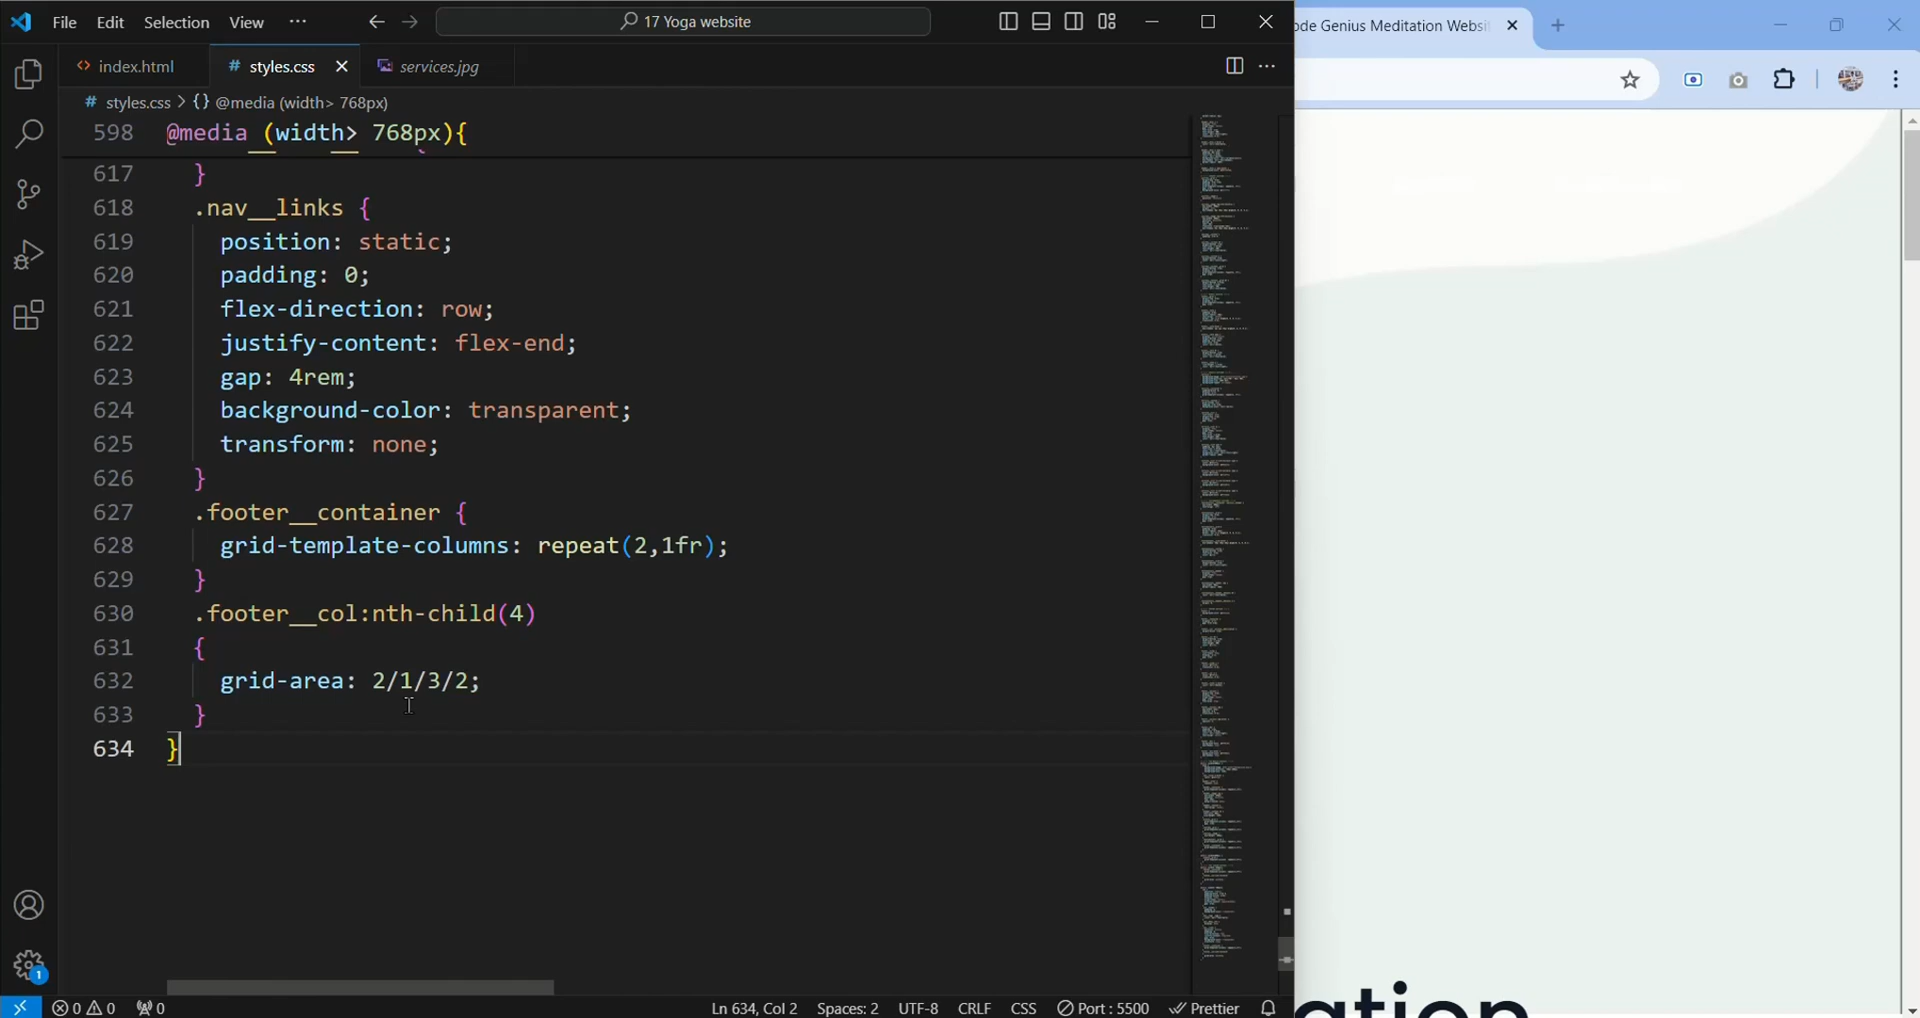 File Edit Selection View ··· 17 Yoga website
ode Genius Meditation Websi
index.html # styles.css services.jpg
# styles.css > {} @media (width> 768px)
598 @media (width> 768px){
617 }
618 .nav__links {
619 position: static;
620 padding: 0;
621 flex-direction: row;
622 justify-content: flex-end;
623 gap: 4rem;
624 background-color: transparent;
625 transform: none;
626 }
627 .footer__container {
628 grid-template-columns: repeat(2,1fr);
629 }
630 .footer__col:nth-child(4)
631 {
632 grid-area: 2/1/3/2;
633 }
634 }
1
0 0 0 Ln 634, Col 2 Spaces: 2 UTF-8 CRLF CSS Port : 5500 Prettier
ation